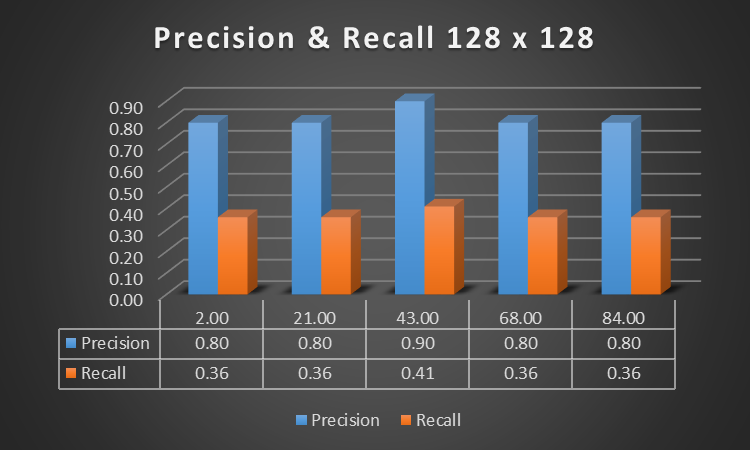 Precision & Recall 128 x 128
0.90
0.80
0.70
0.60
0.50
0.40
0.30
0.20
0.10
0.00
2.00 21.00 43.00 68.00 84.00
Precision 0.80 0.80 0.90 0.80 0.80
Recall 0.36 0.36 0.41 0.36 0.36
Precision Recall